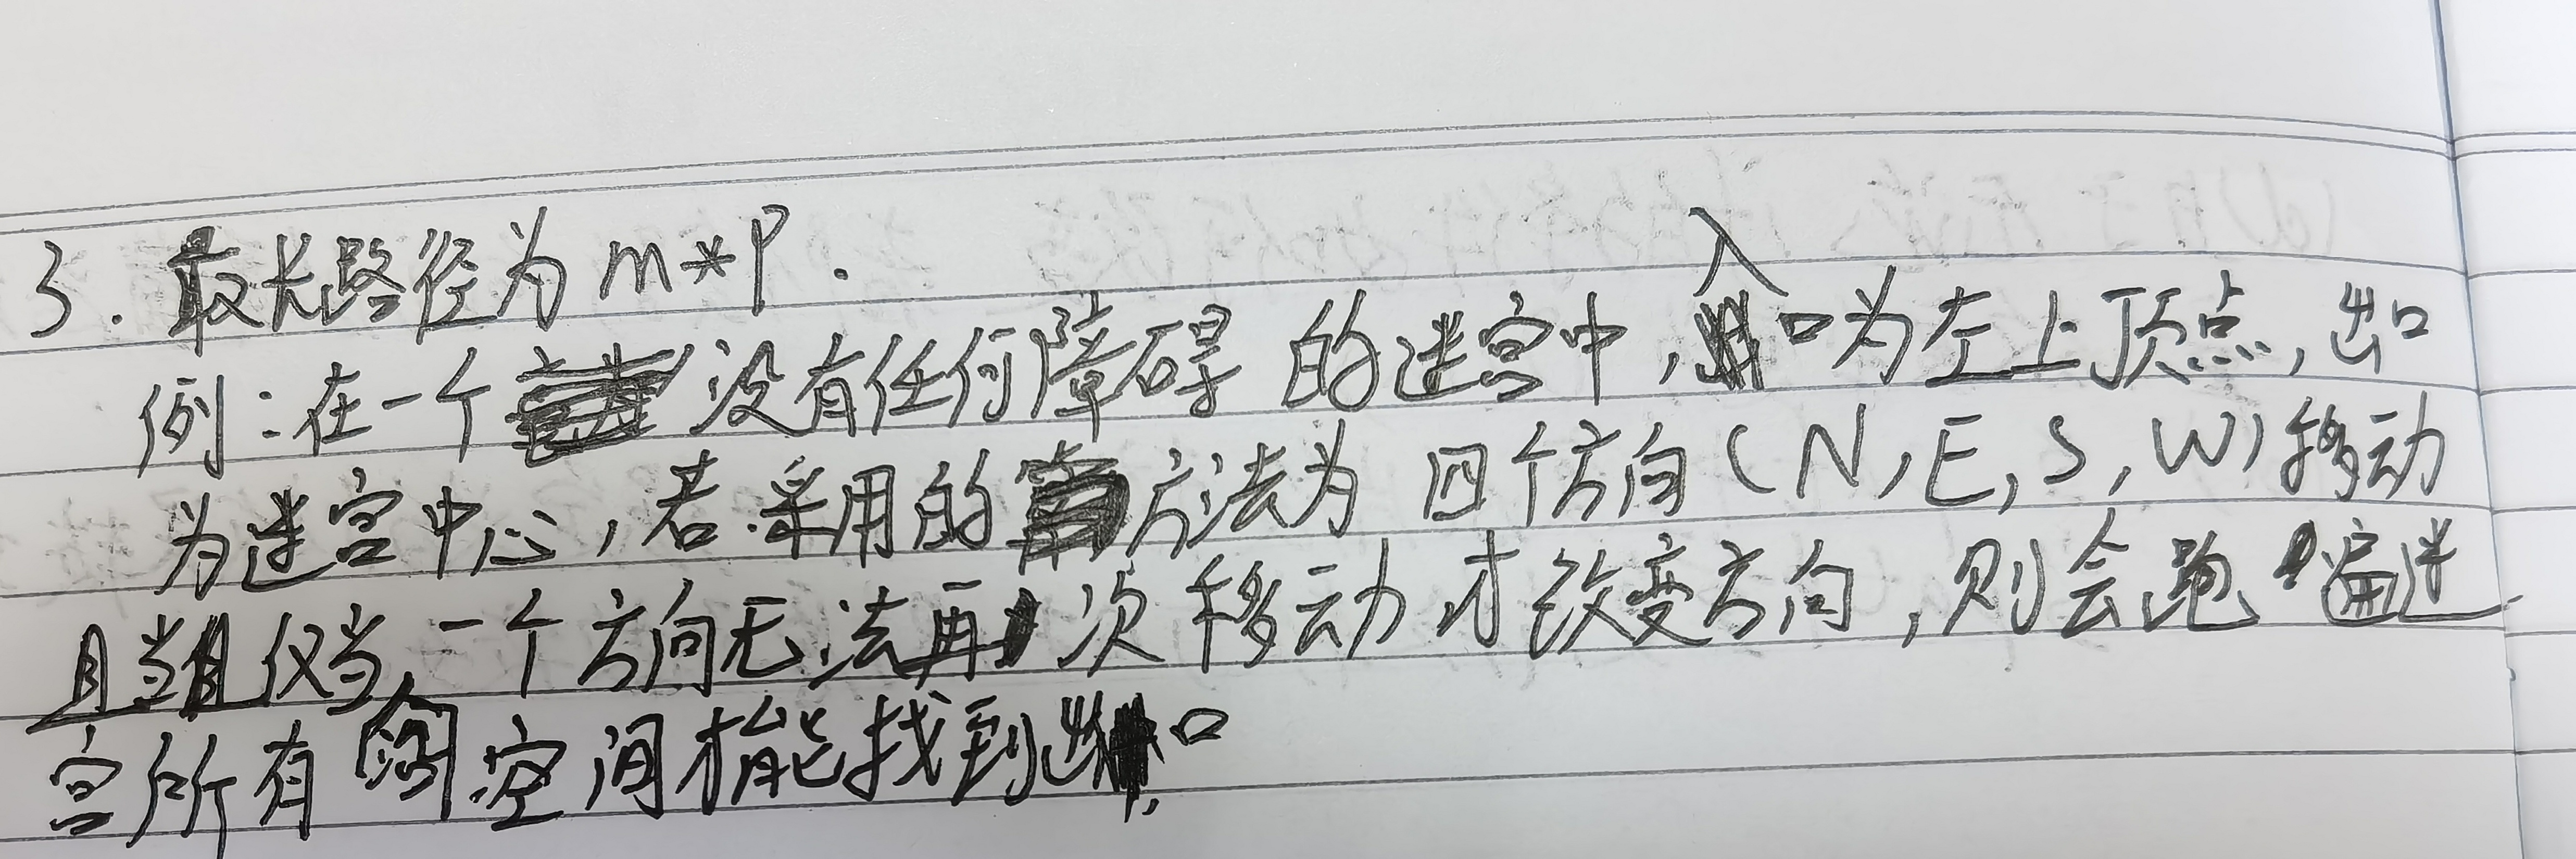 3. 最长路径为 m*p.
例:在一个没有任何障碍的迷宫中,入口为左上顶点,出口
为迷宫中心,若采用的方法为四个方向(N,E,S,W)移动
且当且仅当一个方向无法再次移动才改变方向,则会跑遍迷
宫所有的空间才能找到出口